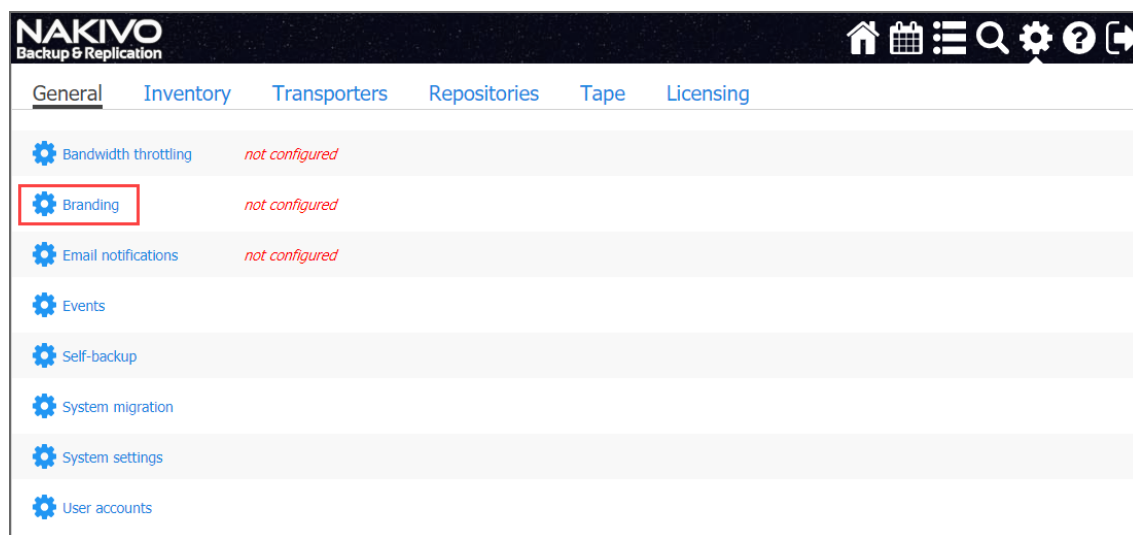 NAKIVO
Backup & Replication
General Inventory Transporters Repositories Tape Licensing
Bandwidth throttling not configured
Branding not configured
Email notifications not configured
Events
Self-backup
System migration
System settings
User accounts